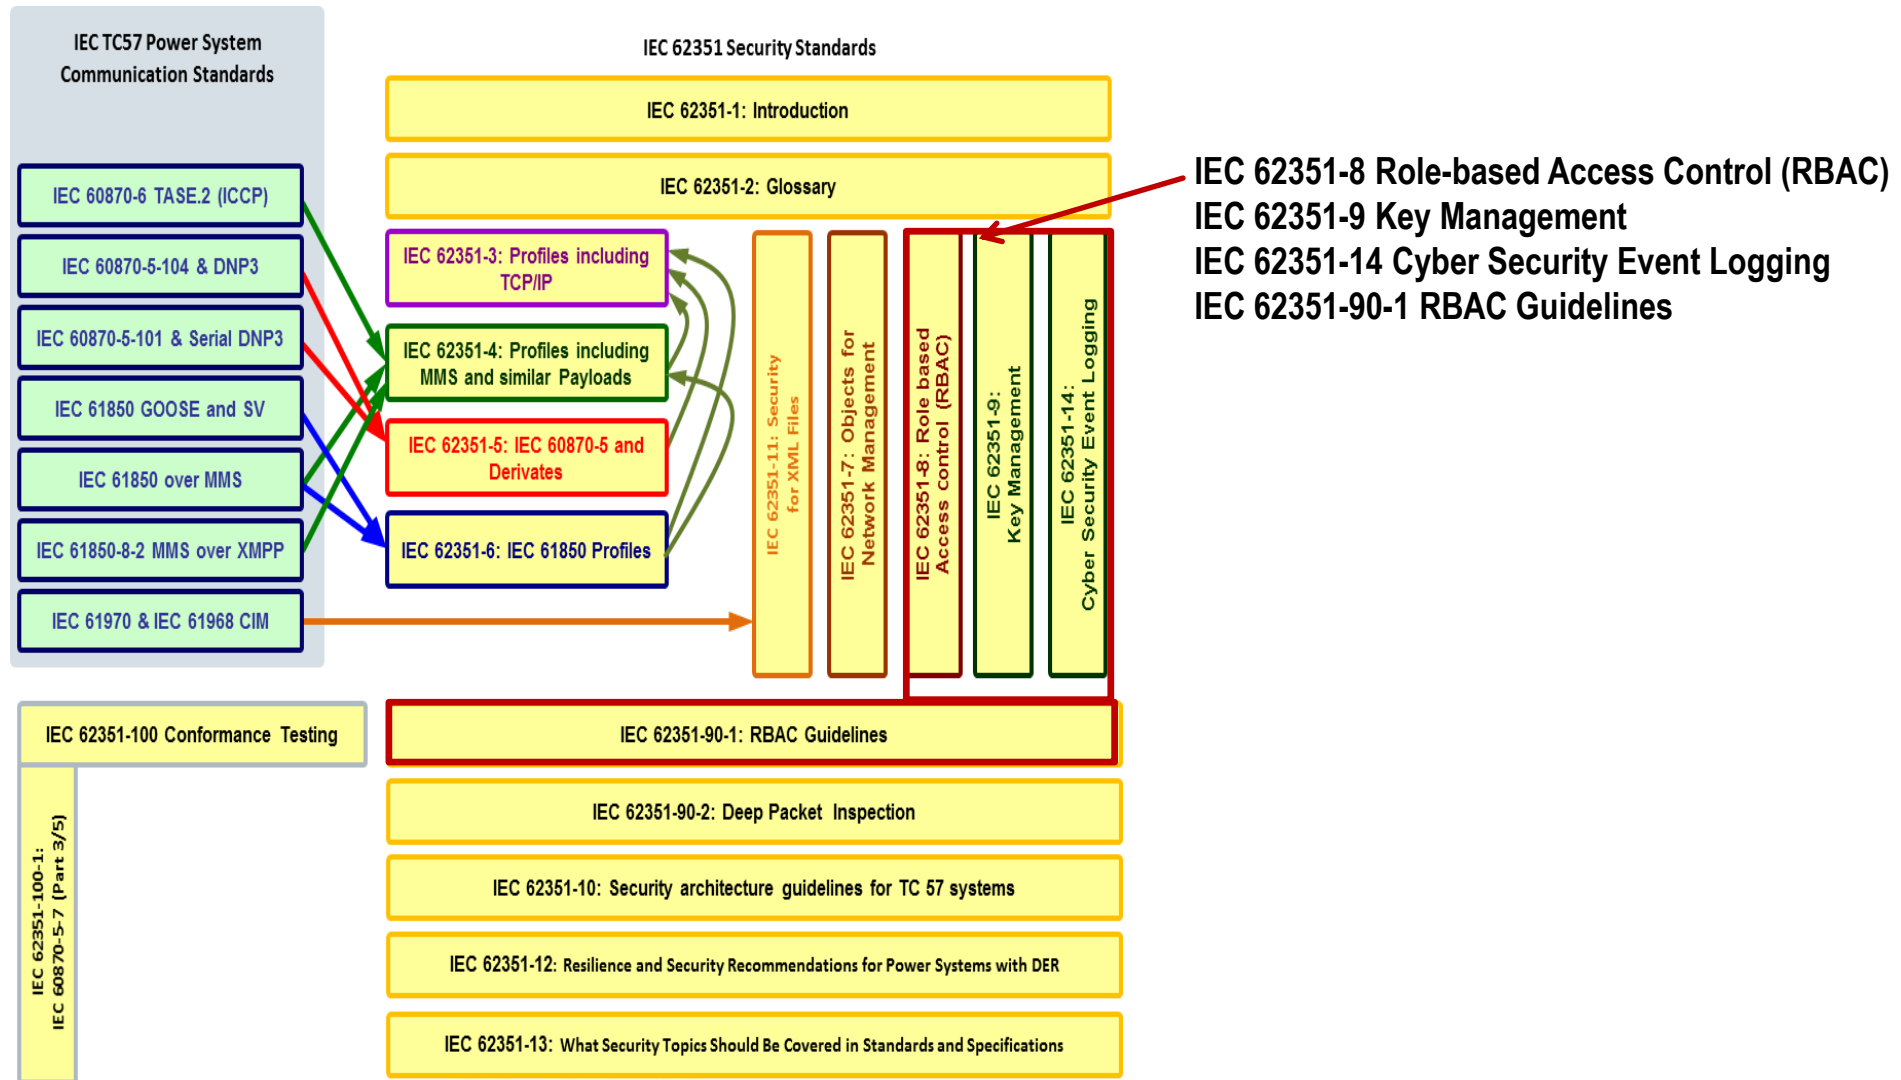 IEC TC57 Power System
Communication Standards
IEC 62351 Security Standards
IEC 62351-1: Introduction
IEC 62351-2: Glossary
IEC 60870-6 TASE.2 (ICCP)
IEC 60870-5-104 & DNP3
IEC 60870-5-101 & Serial DNP3
IEC 61850 GOOSE and SV
IEC 61850 over MMS
IEC 61850-8-2 MMS over XMPP
IEC 61970 & IEC 61968 CIM
IEC 62351-3: Profiles including
TCP/IP
IEC 62351-4: Profiles including
MMS and similar Payloads
IEC 62351-5: IEC 60870-5 and
Derivates
IEC 62351-6: IEC 61850 Profiles
IEC 62351-11: Security
for XML Files
IEC 62351-7: Objects for
Network Management
IEC 62351-8: Role based
Access control (RBAC)
IEC 62351-9:
Key Management
IEC 62351-14:
Cyber Security Event Logging
IEC 62351-8 Role-based Access Control (RBAC)
IEC 62351-9 Key Management
IEC 62351-14 Cyber Security Event Logging
IEC 62351-90-1 RBAC Guidelines
IEC 62351-100 Conformance Testing
IEC 62351-100-1:
IEC 60870-5-7 (Part 3/5)
IEC 62351-90-1: RBAC Guidelines
IEC 62351-90-2: Deep Packet Inspection
IEC 62351-10: Security architecture guidelines for TC 57 systems
IEC 62351-12: Resilience and Security Recommendations for Power Systems with DER
IEC 62351-13: What Security Topics Should Be Covered in Standards and Specifications